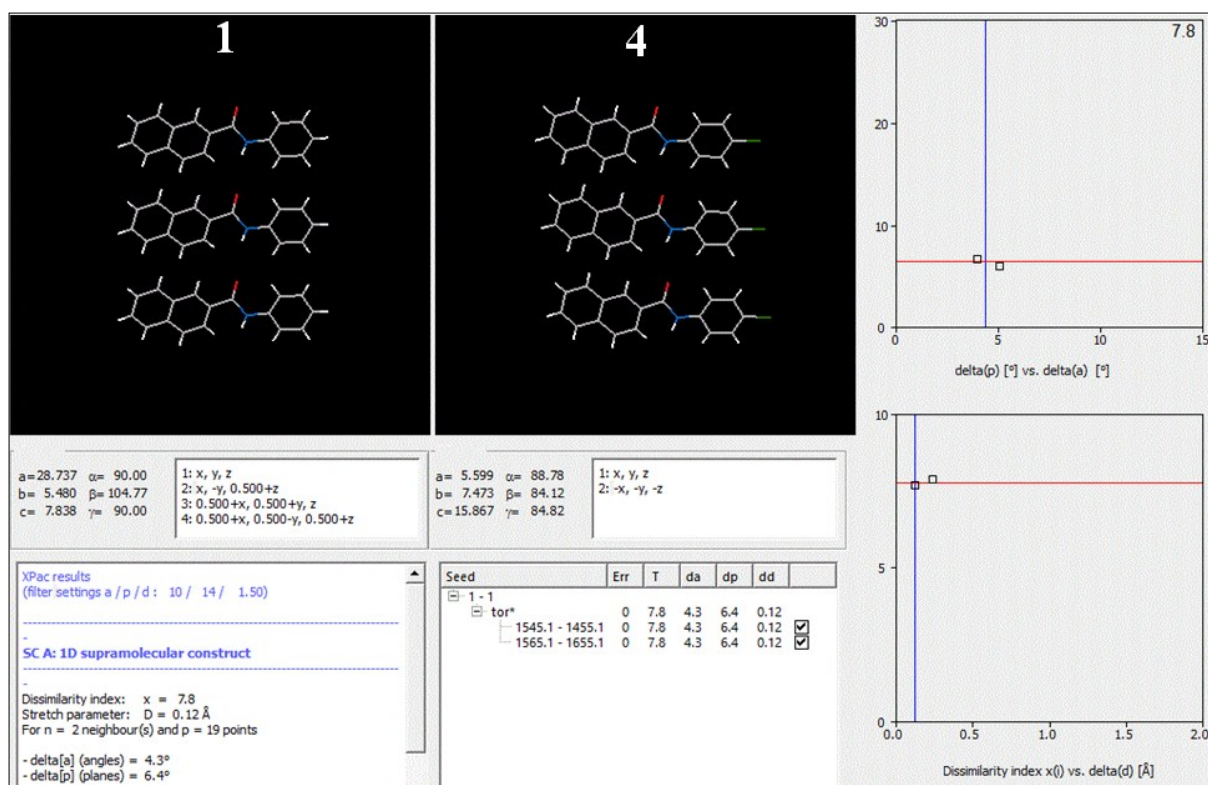 1
4
a=28.737 α= 90.00
b= 5.480 β=104.77
c= 7.838 γ= 90.00
1: x, y, z
2: x, -y, 0.500+z
3: 0.500+x, 0.500+y, z
4: 0.500+x, 0.500-y, 0.500+z
a= 5.599 α= 88.78
b= 7.473 β= 84.12
c=15.867 γ= 84.82
1: x, y, z
2: -x, -y, -z
XPac results
(filter settings a / p / d : 10 / 14 / 1.50)
-
SC A: 1D supramolecular construct
-
Dissimilarity index: x = 7.8
Stretch parameter: D = 0.12 Å
For n = 2 neighbour(s) and p = 19 points
- delta[a] (angles) = 4.3°
- delta[p] (planes) = 6.4°
Seed Err T da dp dd
1 - 1
tor* 0 7.8 4.3 6.4 0.12
1545.1 - 1455.1 0 7.8 4.3 6.4 0.12
1565.1 - 1655.1 0 7.8 4.3 6.4 0.12
7.8
30
20
10
0
0 5 10 15
delta(p) [°] vs. delta(a) [°]
10
5
0
0.0 0.5 1.0 1.5 2.0
Dissimilarity index x(i) vs. delta(d) [Å]